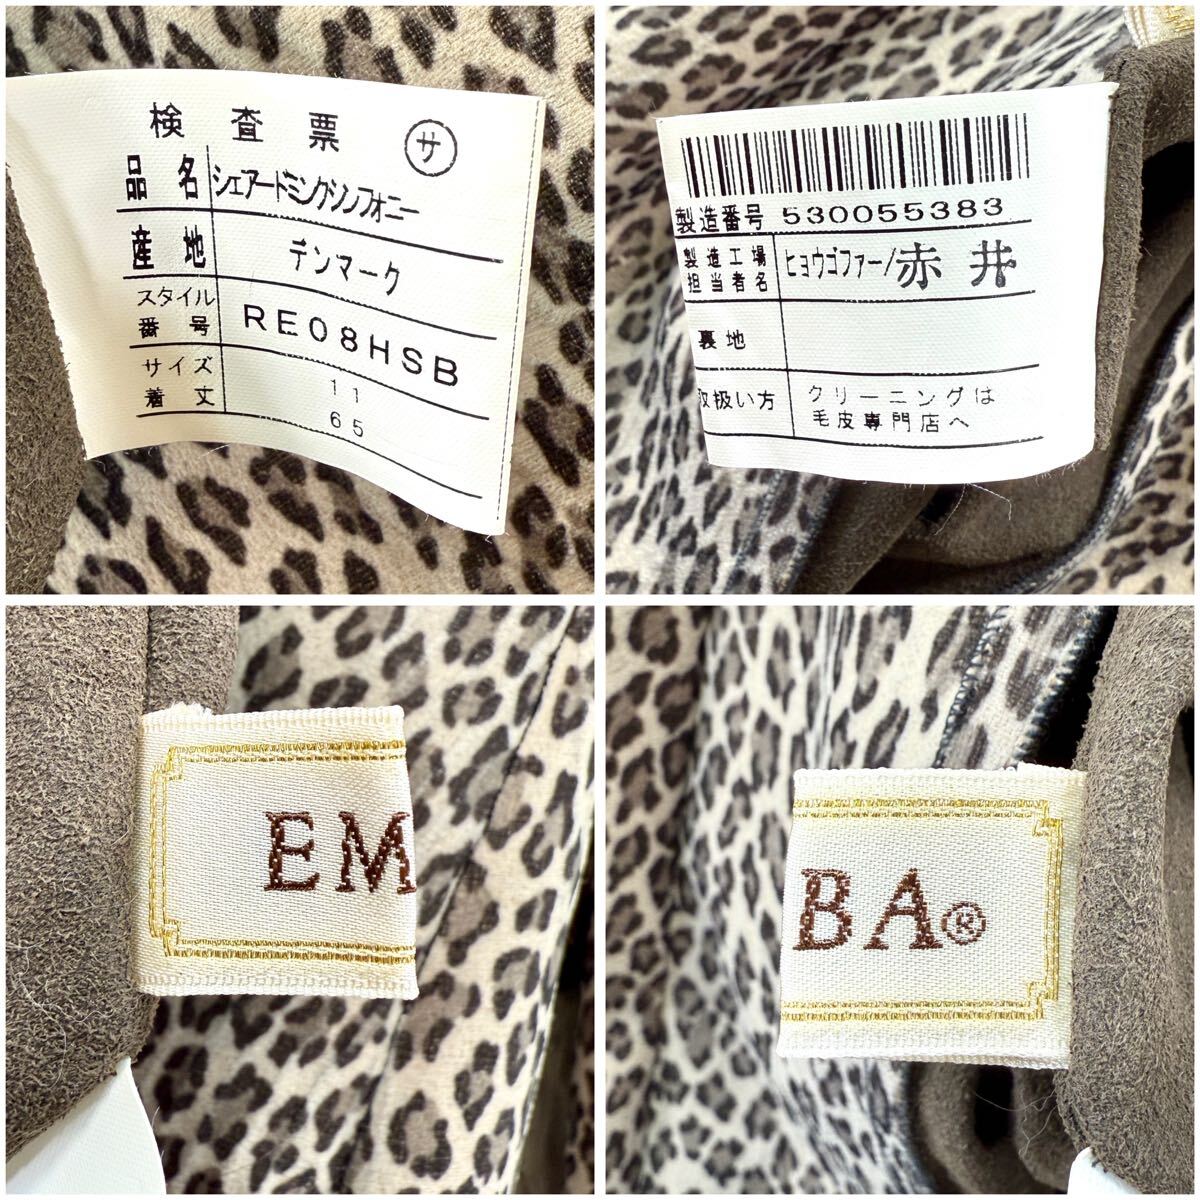 検査票 サ
品名 シェアードミンクシンフォニー
産地 デンマーク
スタイル
番号 RE08HSB
サイズ 11
着丈 65
製造番号 530055383
製造工場
担当者名 ヒョウゴファー/赤井
裏地
取扱い方 クリーニングは
毛皮専門店へ
EM
BA®